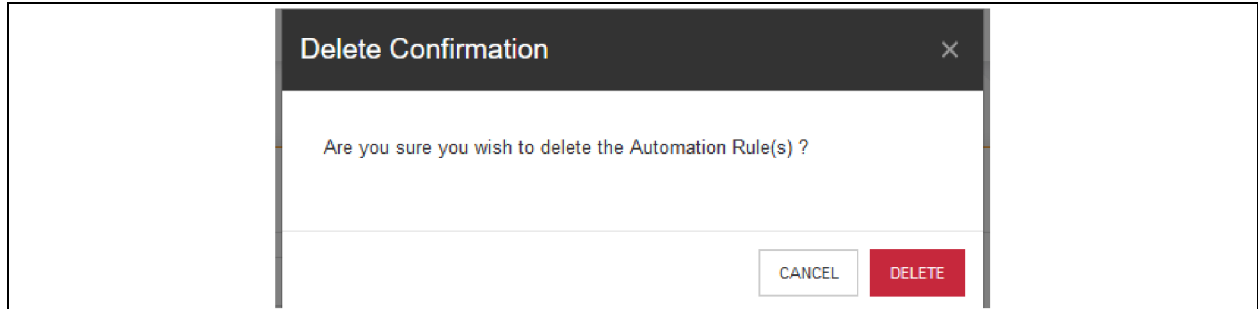 Delete Confirmation
Are you sure you wish to delete the Automation Rule(s) ?
CANCEL DELETE